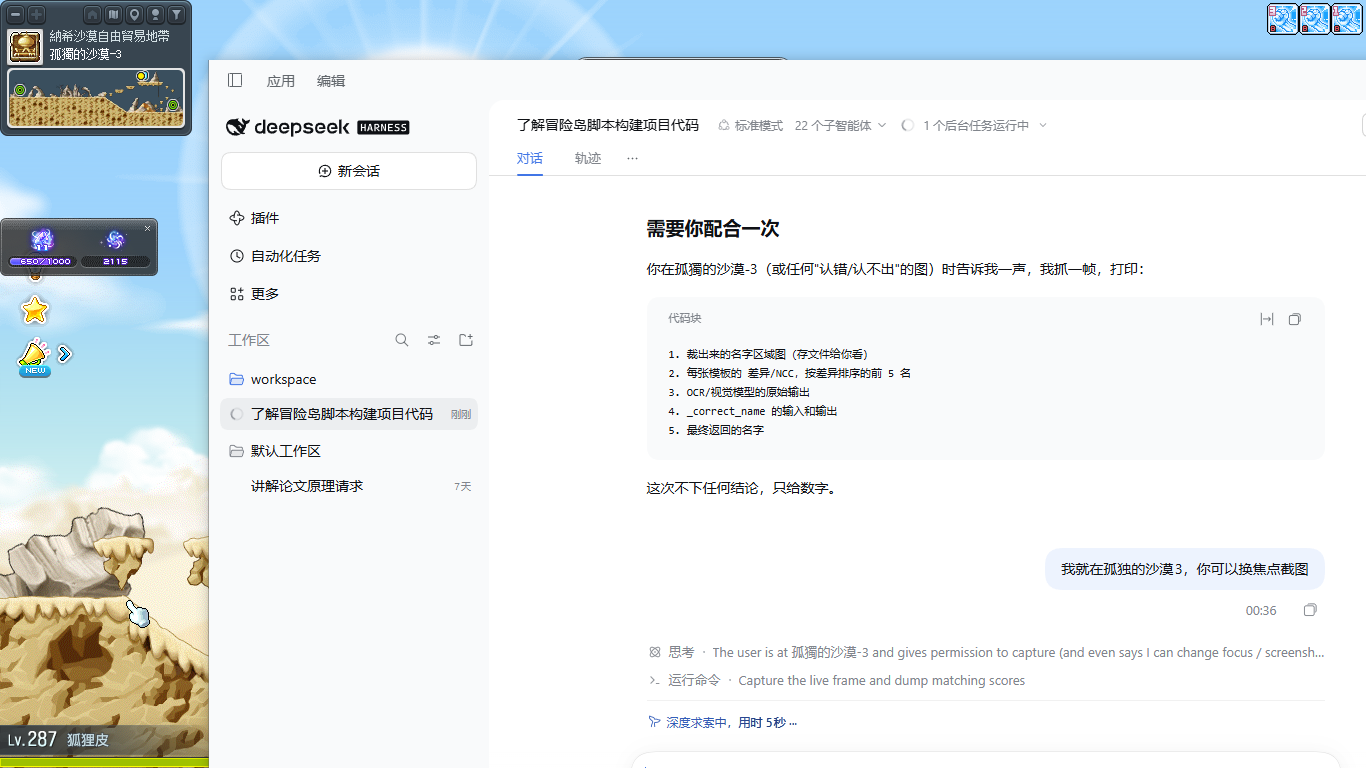 納希沙漠自由貿易地帶
孤獨的沙漠-3
650/1000
2115
NEW
Lv.287 狐狸皮
应用
编辑
deepseek HARNESS
新会话
插件
自动化任务
更多
工作区
workspace
了解冒险岛脚本构建项目代码
刚刚
默认工作区
讲解论文原理请求
7天
了解冒险岛脚本构建项目代码
标准模式
22 个子智能体
1 个后台任务运行中
对话
轨迹
···
需要你配合一次
你在孤獨的沙漠-3（或任何"认错/认不出"的图）时告诉我一声，我抓一帧，打印：
代码块
1. 裁出来的名字区域图（存文件给你看）
2. 每张模板的 差异/NCC，按差异排序的前 5 名
3. OCR/视觉模型的原始输出
4. _correct_name 的输入和输出
5. 最终返回的名字
这次不下任何结论，只给数字。
我就在孤独的沙漠3，你可以换焦点截图
00:36
思考 · The user is at 孤獨的沙漠-3 and gives permission to capture (and even says I can change focus / screensh...
运行命令 · Capture the live frame and dump matching scores
深度求索中，用时 5秒 ···